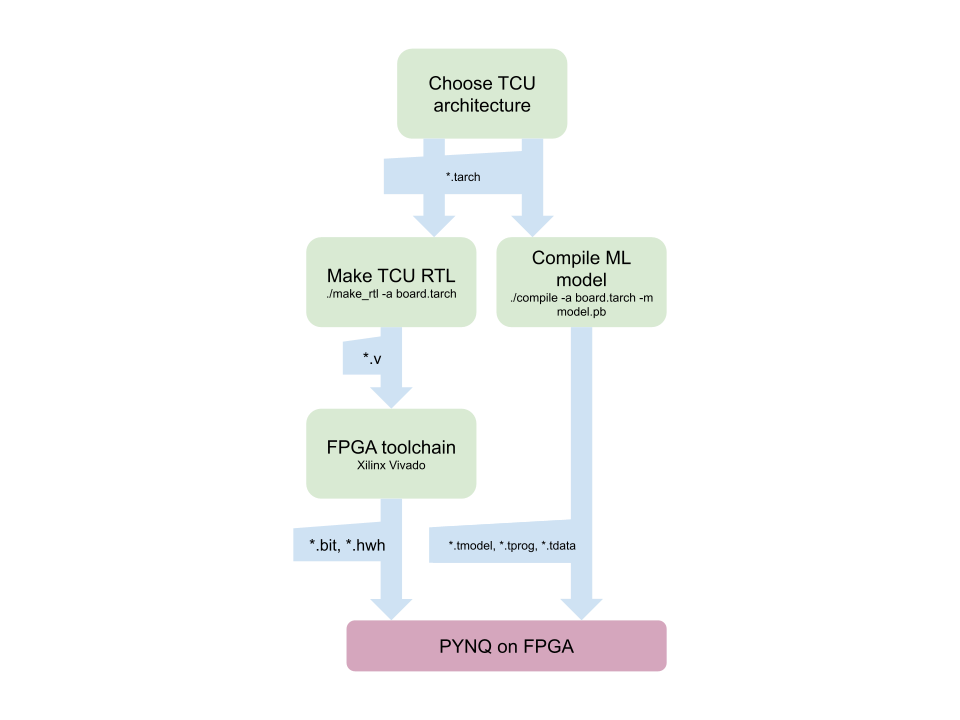 Choose TCU
architecture
*.tarch
Make TCU RTL
./make_rtl -a board.tarch
Compile ML
model
./compile -a board.tarch -m
model.pb
*.v
FPGA toolchain
Xilinx Vivado
*.bit, *.hwh
*.tmodel, *.tprog, *.tdata
PYNQ on FPGA